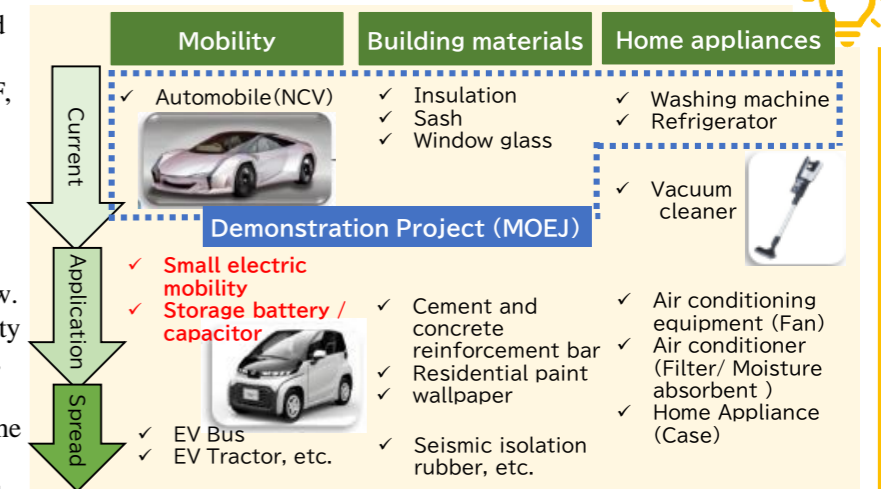 d
F,
w.
ty
he
Mobility
Building materials
Home appliances
Current
Application
Spread
✓ Automobile(NCV)
✓ Insulation
✓ Sash
✓ Window glass
✓ Washing machine
✓ Refrigerator
✓ Vacuum
cleaner
Demonstration Project (MOEJ)
✓ Small electric
mobility
✓ Storage battery /
capacitor
✓ Cement and
concrete
reinforcement bar
✓ Residential paint
✓ wallpaper
✓ Air conditioning
equipment (Fan)
✓ Air conditioner
(Filter/ Moisture
absorbent )
✓ Home Appliance
(Case)
✓ EV Bus
✓ EV Tractor, etc.
✓ Seismic isolation
rubber, etc.